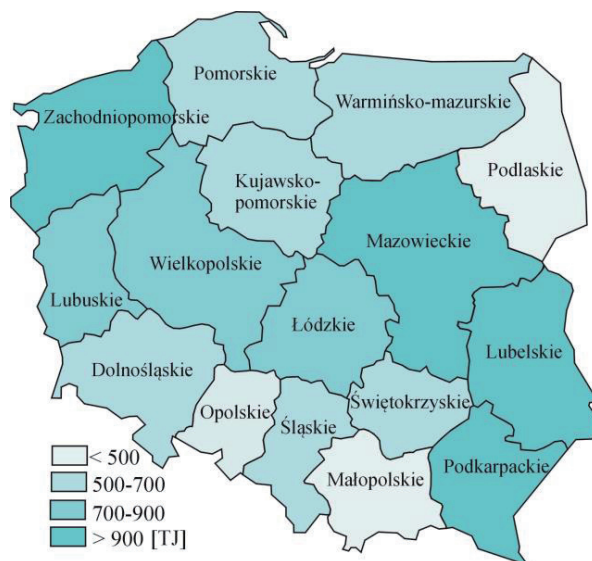 Pomorskie
Warmińsko-mazurskie
Zachodniopomorskie
Podlaskie
Kujawsko-
pomorskie
Mazowieckie
Wielkopolskie
Lubuskie
Łódzkie
Lubelskie
Dolnośląskie
Opolskie
Świętokrzyskie
Śląskie
Podkarpackie
Małopolskie
< 500
500-700
700-900
> 900 [TJ]